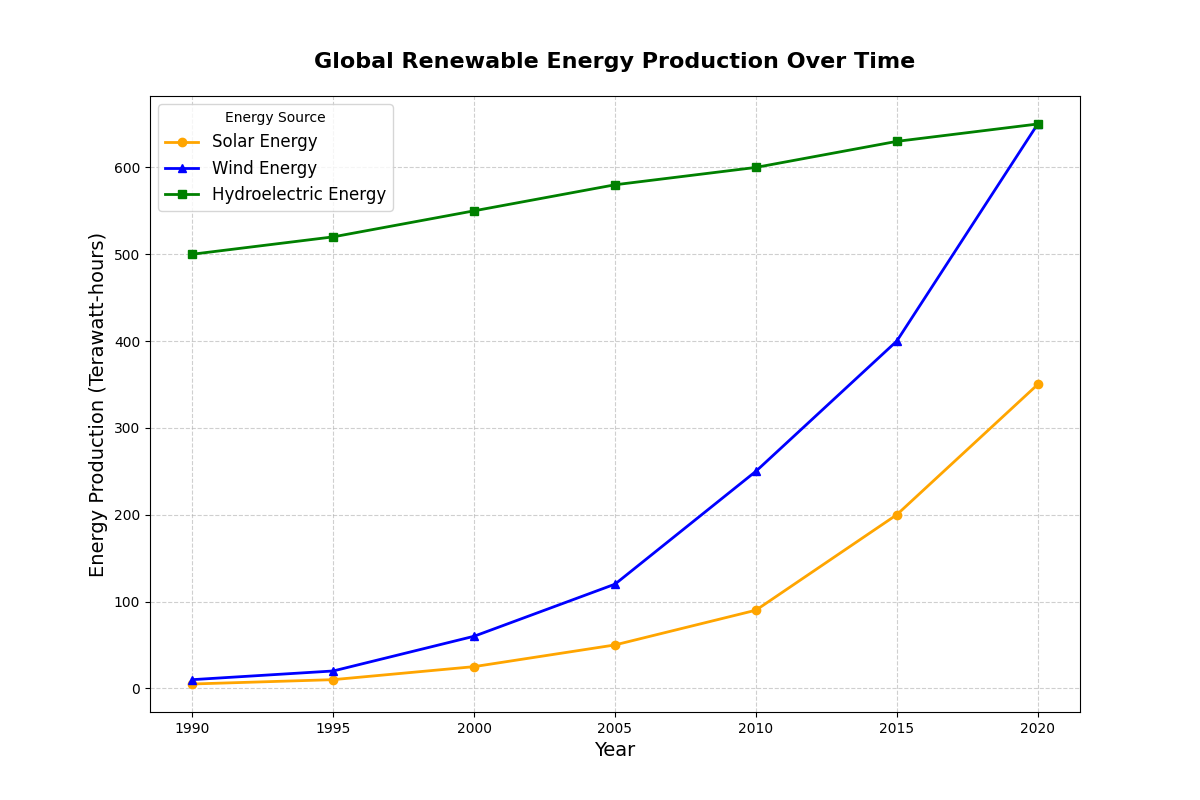 Global Renewable Energy Production Over Time
Energy Source
Solar Energy
Wind Energy
Hydroelectric Energy
Energy Production (Terawatt-hours)
600
500
400
300
200
100
0
1990 1995 2000 2005 2010 2015 2020
Year